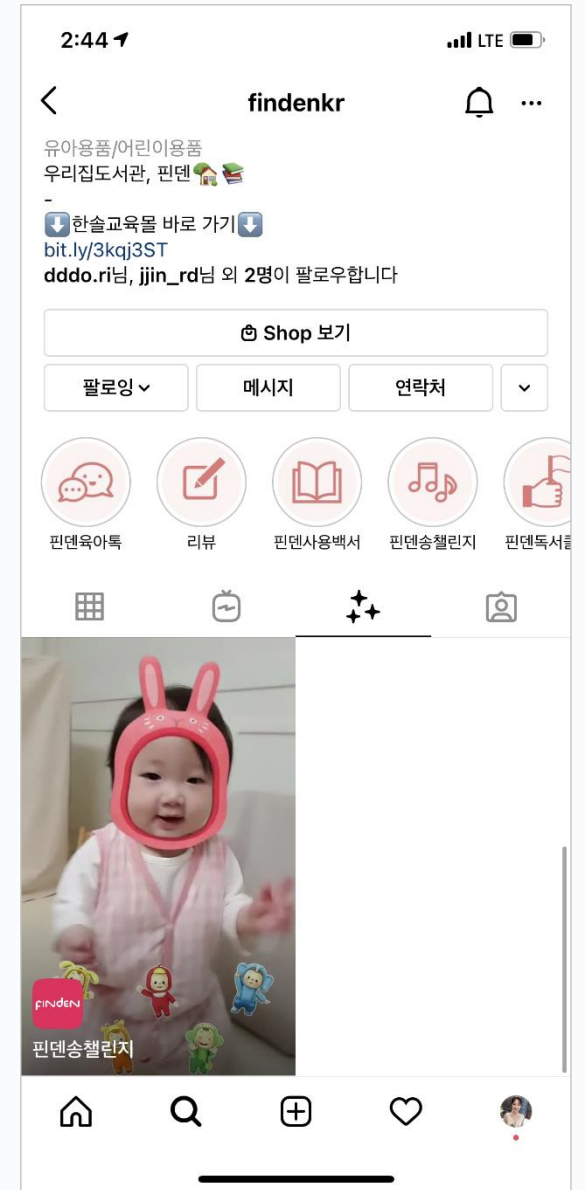 2:44
LTE
findenkr
유아용품/어린이용품
우리집도서관, 핀덴
-
한솔교육몰 바로 가기
bit.ly/3kqj3ST
dddo.ri님, jjin_rd님 외 2명이 팔로우합니다
Shop 보기
팔로잉 메시지 연락처
핀덴육아톡 리뷰 핀덴사용백서 핀덴송챌린지 핀덴독서
FINDEN
핀덴송챌린지